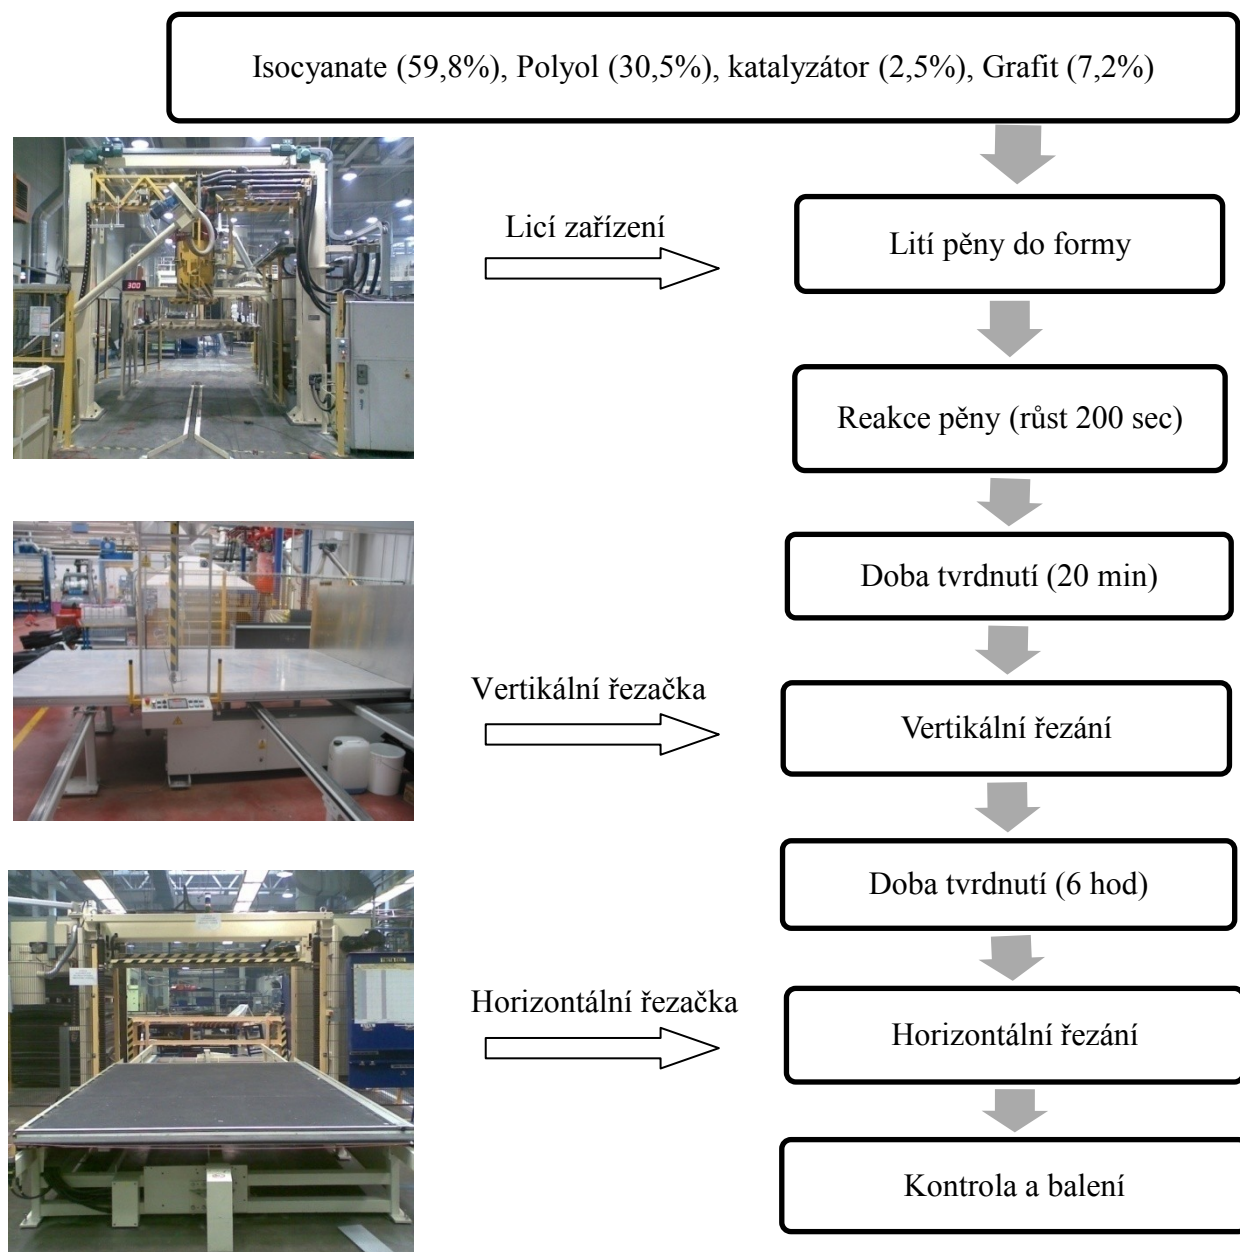 Isocyanate (59,8%), Polyol (30,5%), katalyzátor (2,5%), Grafit (7,2%)
Licí zařízení
Lití pěny do formy
300
Reakce pěny (růst 200 sec)
Doba tvrdnutí (20 min)
Vertikální řezačka
Vertikální řezání
Doba tvrdnutí (6 hod)
Horizontální řezačka
Horizontální řezání
Kontrola a balení